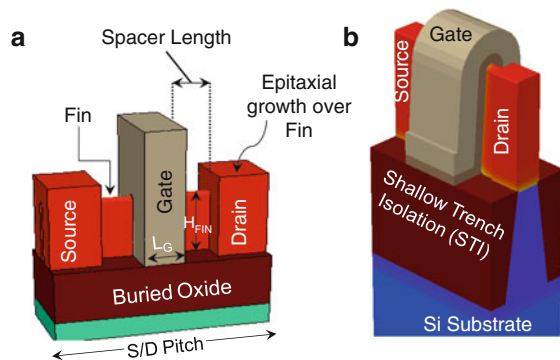 a
Spacer Length
Fin
Epitaxial
growth over
Fin
Source
Gate
H_FIN
Drain
L_G
Buried Oxide
S/D Pitch
b
Gate
Source
Drain
Shallow Trench
Isolation (STI)
Si Substrate